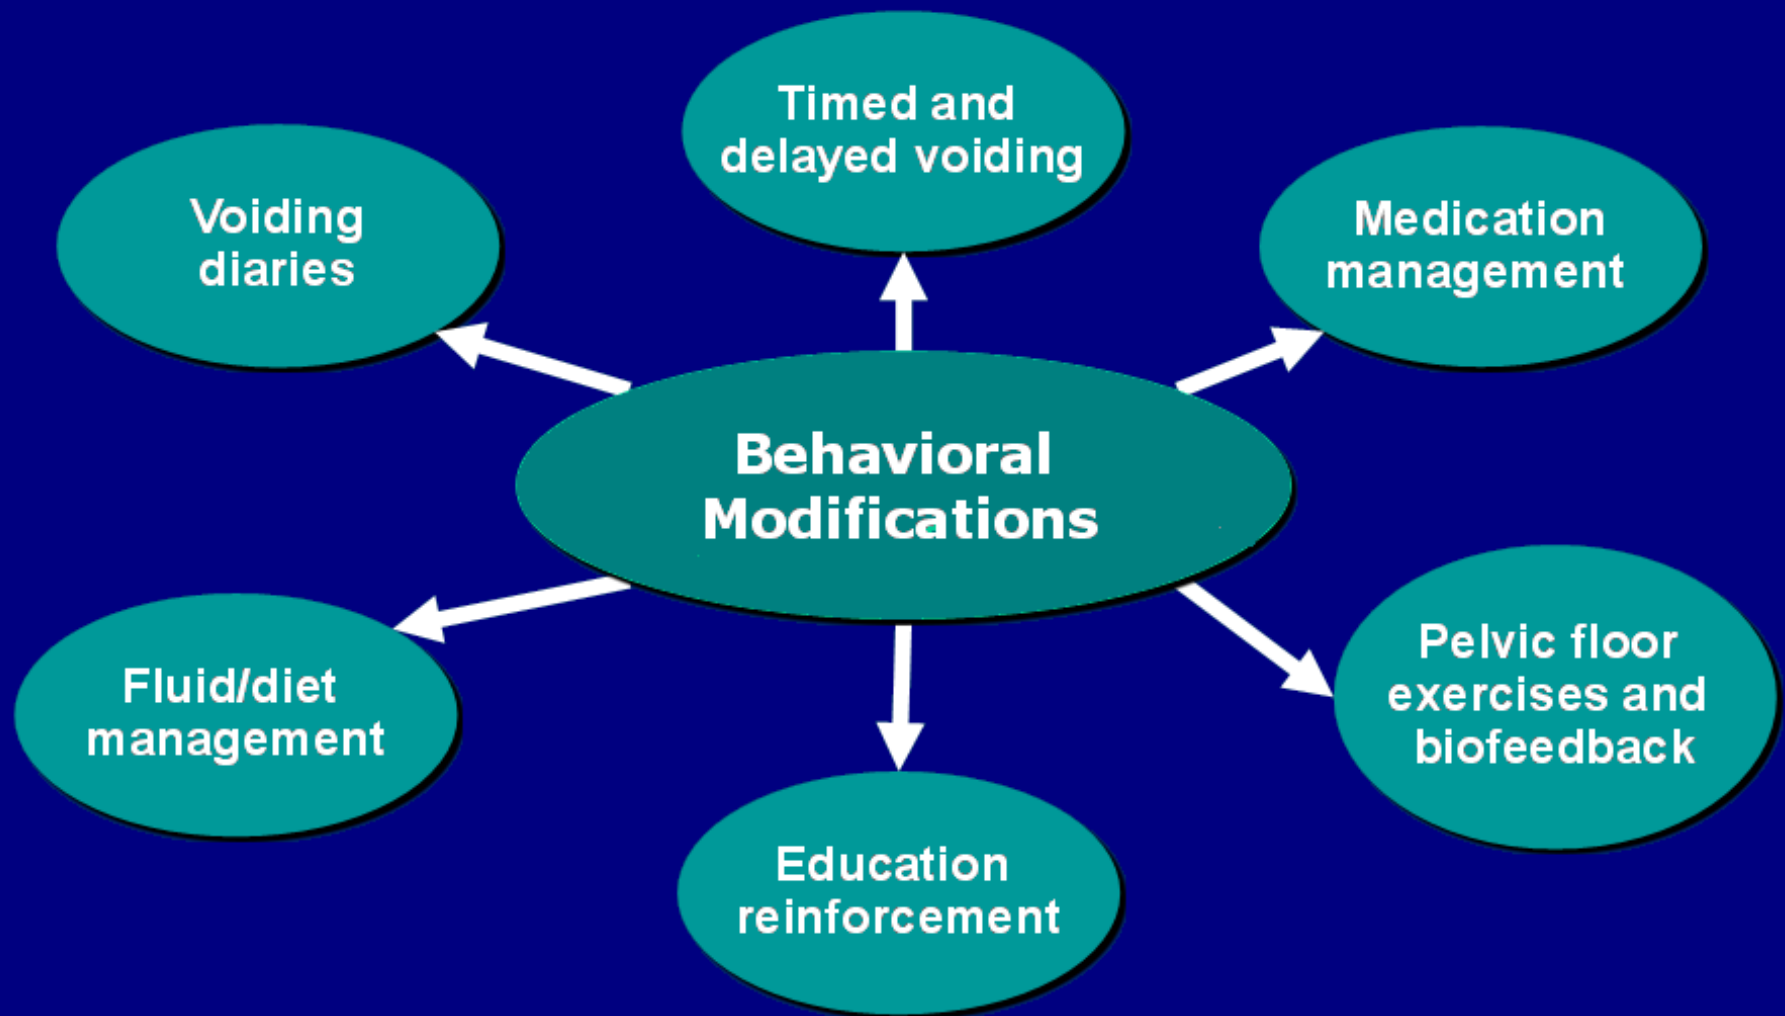 Timed and
delayed voiding
Voiding
diaries
Medication
management
Behavioral
Modifications
Fluid/diet
management
Pelvic floor
exercises and
biofeedback
Education
reinforcement